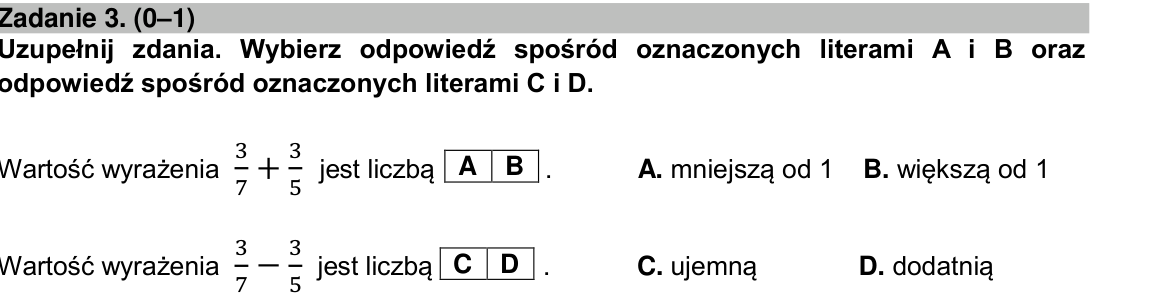 Zadanie 3. (0–1)
Uzupełnij zdania. Wybierz odpowiedź spośród oznaczonych literami A i B oraz
odpowiedź spośród oznaczonych literami C i D.
Wartość wyrażenia 3/7 + 3/5 jest liczbą A B . A. mniejszą od 1 B. większą od 1
Wartość wyrażenia 3/7 − 3/5 jest liczbą C D . C. ujemną D. dodatnią